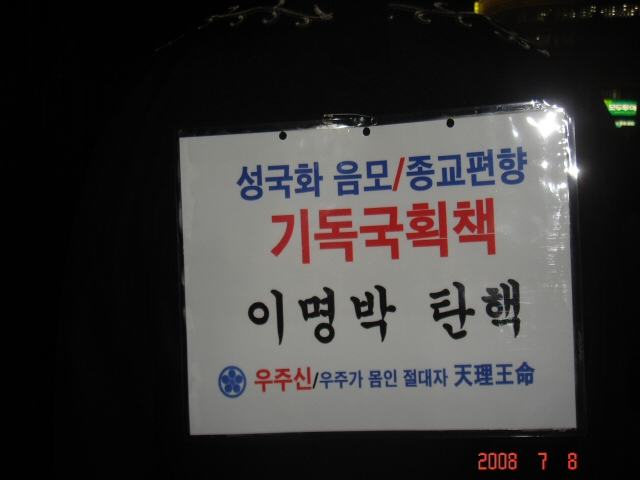 성국화 음모/종교편향
기독국획책
이명박 탄핵
우주신/우주가 몸인 절대자 天理王命
2008 7 8